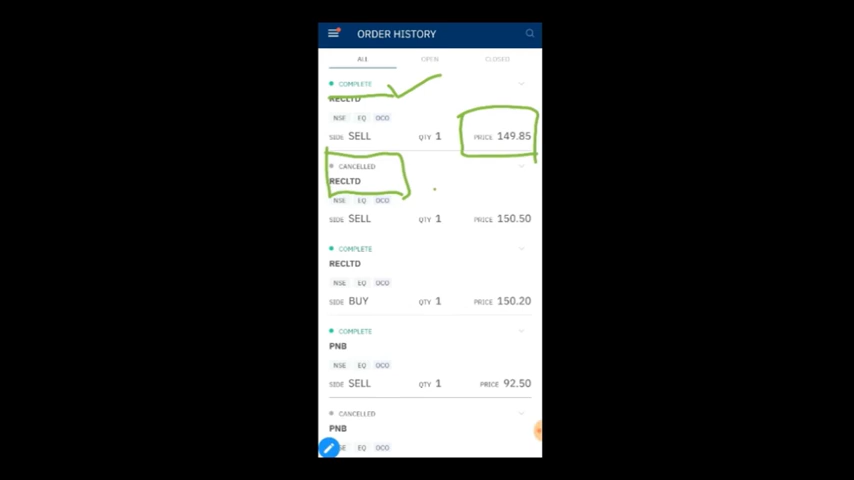 ORDER HISTORY
ALL OPEN CLOSED
COMPLETE
RECLTD
NSE EQ OCO
SIDE SELL QTY 1 PRICE 149.85
CANCELLED
RECLTD
NSE EQ OCO
SIDE SELL QTY 1 PRICE 150.50
COMPLETE
RECLTD
NSE EQ OCO
SIDE BUY QTY 1 PRICE 150.20
COMPLETE
PNB
NSE EQ OCO
SIDE SELL QTY 1 PRICE 92.50
CANCELLED
PNB
EQ OCO